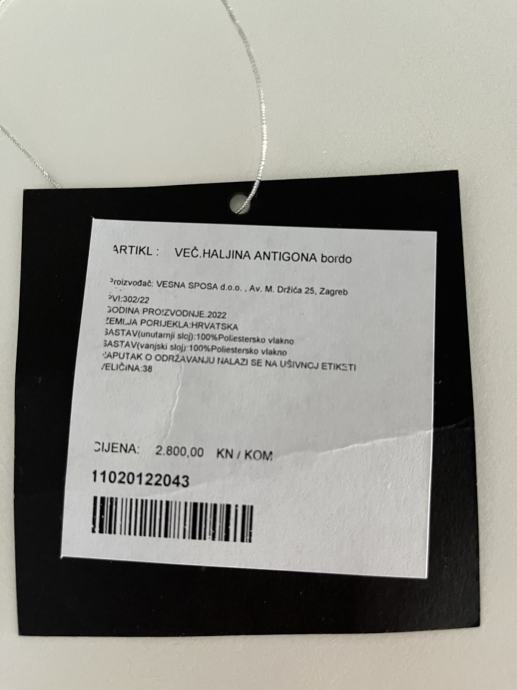 ARTIKL : VEČ.HALJINA ANTIGONA bordo
Proizvođač: VESNA SPOSA d.o.o. , Av. M. Držića 25, Zagreb
PVI:302/22
GODINA PROIZVODNJE.2022
ZEMLJA PORIJEKLA:HRVATSKA
SASTAV(unutarnji sloj):100%Poliestersko vlakno
SASTAV(vanjski sloj):100%Poliestersko vlakno
NAPUTAK O ODRŽAVANJU NALAZI SE NA UŠIVNOJ ETIKETI
VELIČINA:38
CIJENA: 2.800,00 KN / KOM
11020122043